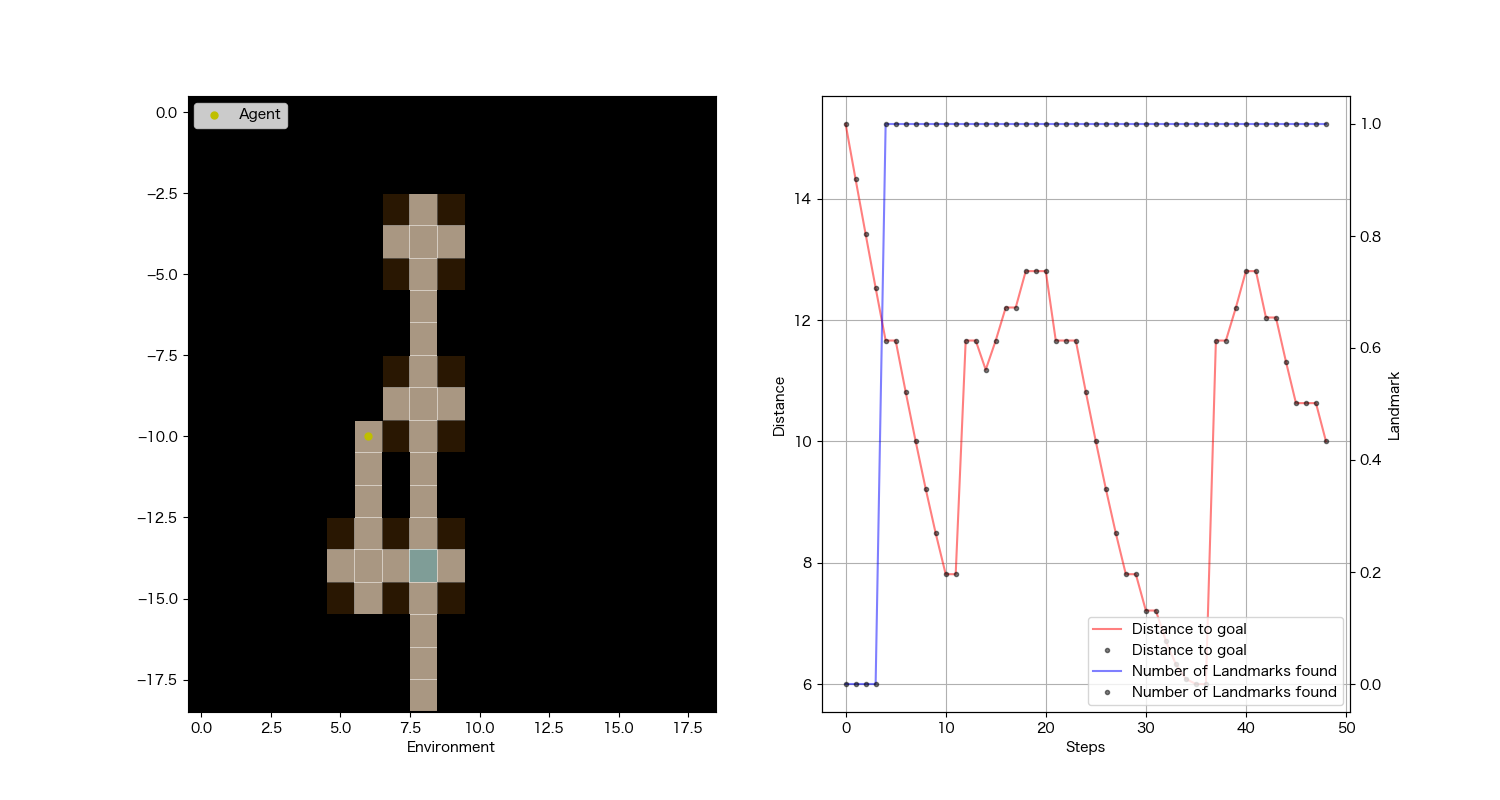 Agent
0.0
−2.5
−5.0
−7.5
−10.0
−12.5
−15.0
−17.5
0.0 2.5 5.0 7.5 10.0 12.5 15.0 17.5
Environment
14
12
10
8
6
Distance
1.0
0.8
0.6
0.4
0.2
0.0
Landmark
Distance to goal
Distance to goal
Number of Landmarks found
Number of Landmarks found
0 10 20 30 40 50
Steps